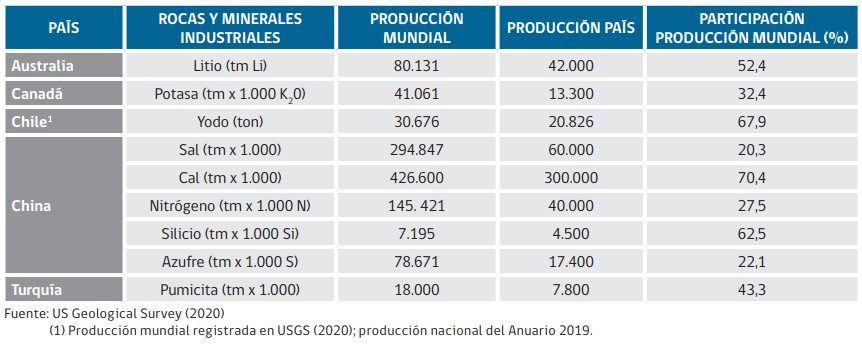 PAÍS ROCAS Y MINERALES INDUSTRIALES PRODUCCIÓN MUNDIAL PRODUCCIÓN PAÍS PARTICIPACIÓN PRODUCCIÓN MUNDIAL (%)
Australia Litio (tm Li) 80.131 42.000 52,4
Canadá Potasa (tm x 1.000 K₂0) 41.061 13.300 32,4
Chile¹ Yodo (ton) 30.676 20.826 67,9
China Sal (tm x 1.000) 294.847 60.000 20,3
Cal (tm x 1.000) 426.600 300.000 70,4
Nitrógeno (tm x 1.000 N) 145. 421 40.000 27,5
Silicio (tm x 1.000 Si) 7.195 4.500 62,5
Azufre (tm x 1.000 S) 78.671 17.400 22,1
Turquía Pumicita (tm x 1.000) 18.000 7.800 43,3
Fuente: US Geological Survey (2020)
(1) Producción mundial registrada en USGS (2020); producción nacional del Anuario 2019.